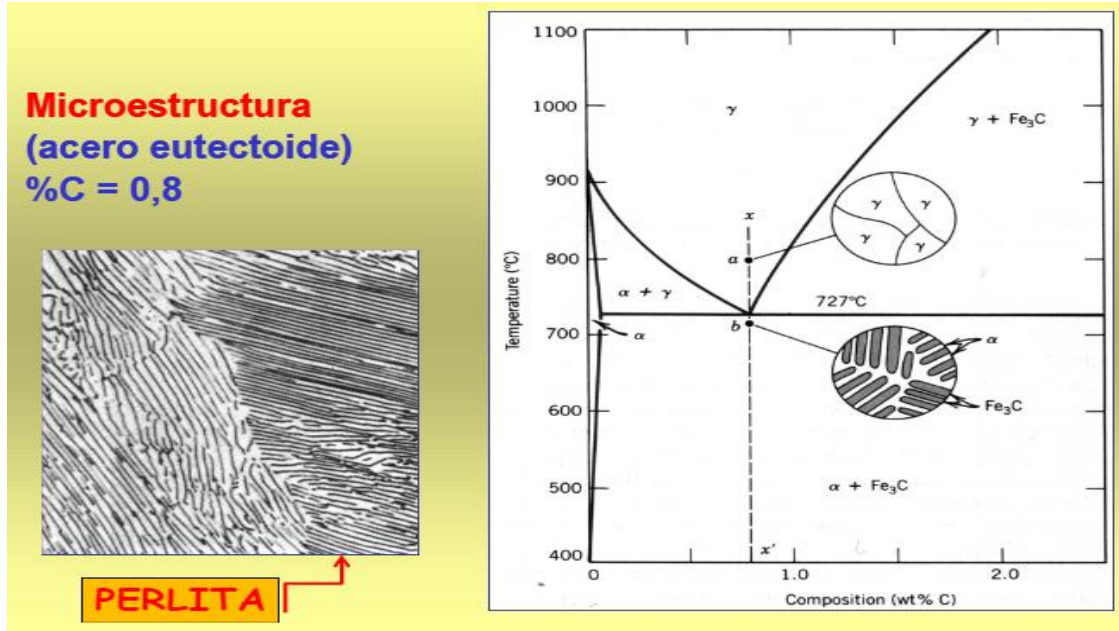 Microestructura
(acero eutectoide)
%C = 0,8
PERLITA
1100
1000
900
800
700
600
500
400
Temperature (°C)
γ
γ + Fe₃C
x
γ
γ
γ
γ
a
α + γ
727°C
b
α
α
Fe₃C
α + Fe₃C
x'
0
1.0
2.0
Composition (wt% C)